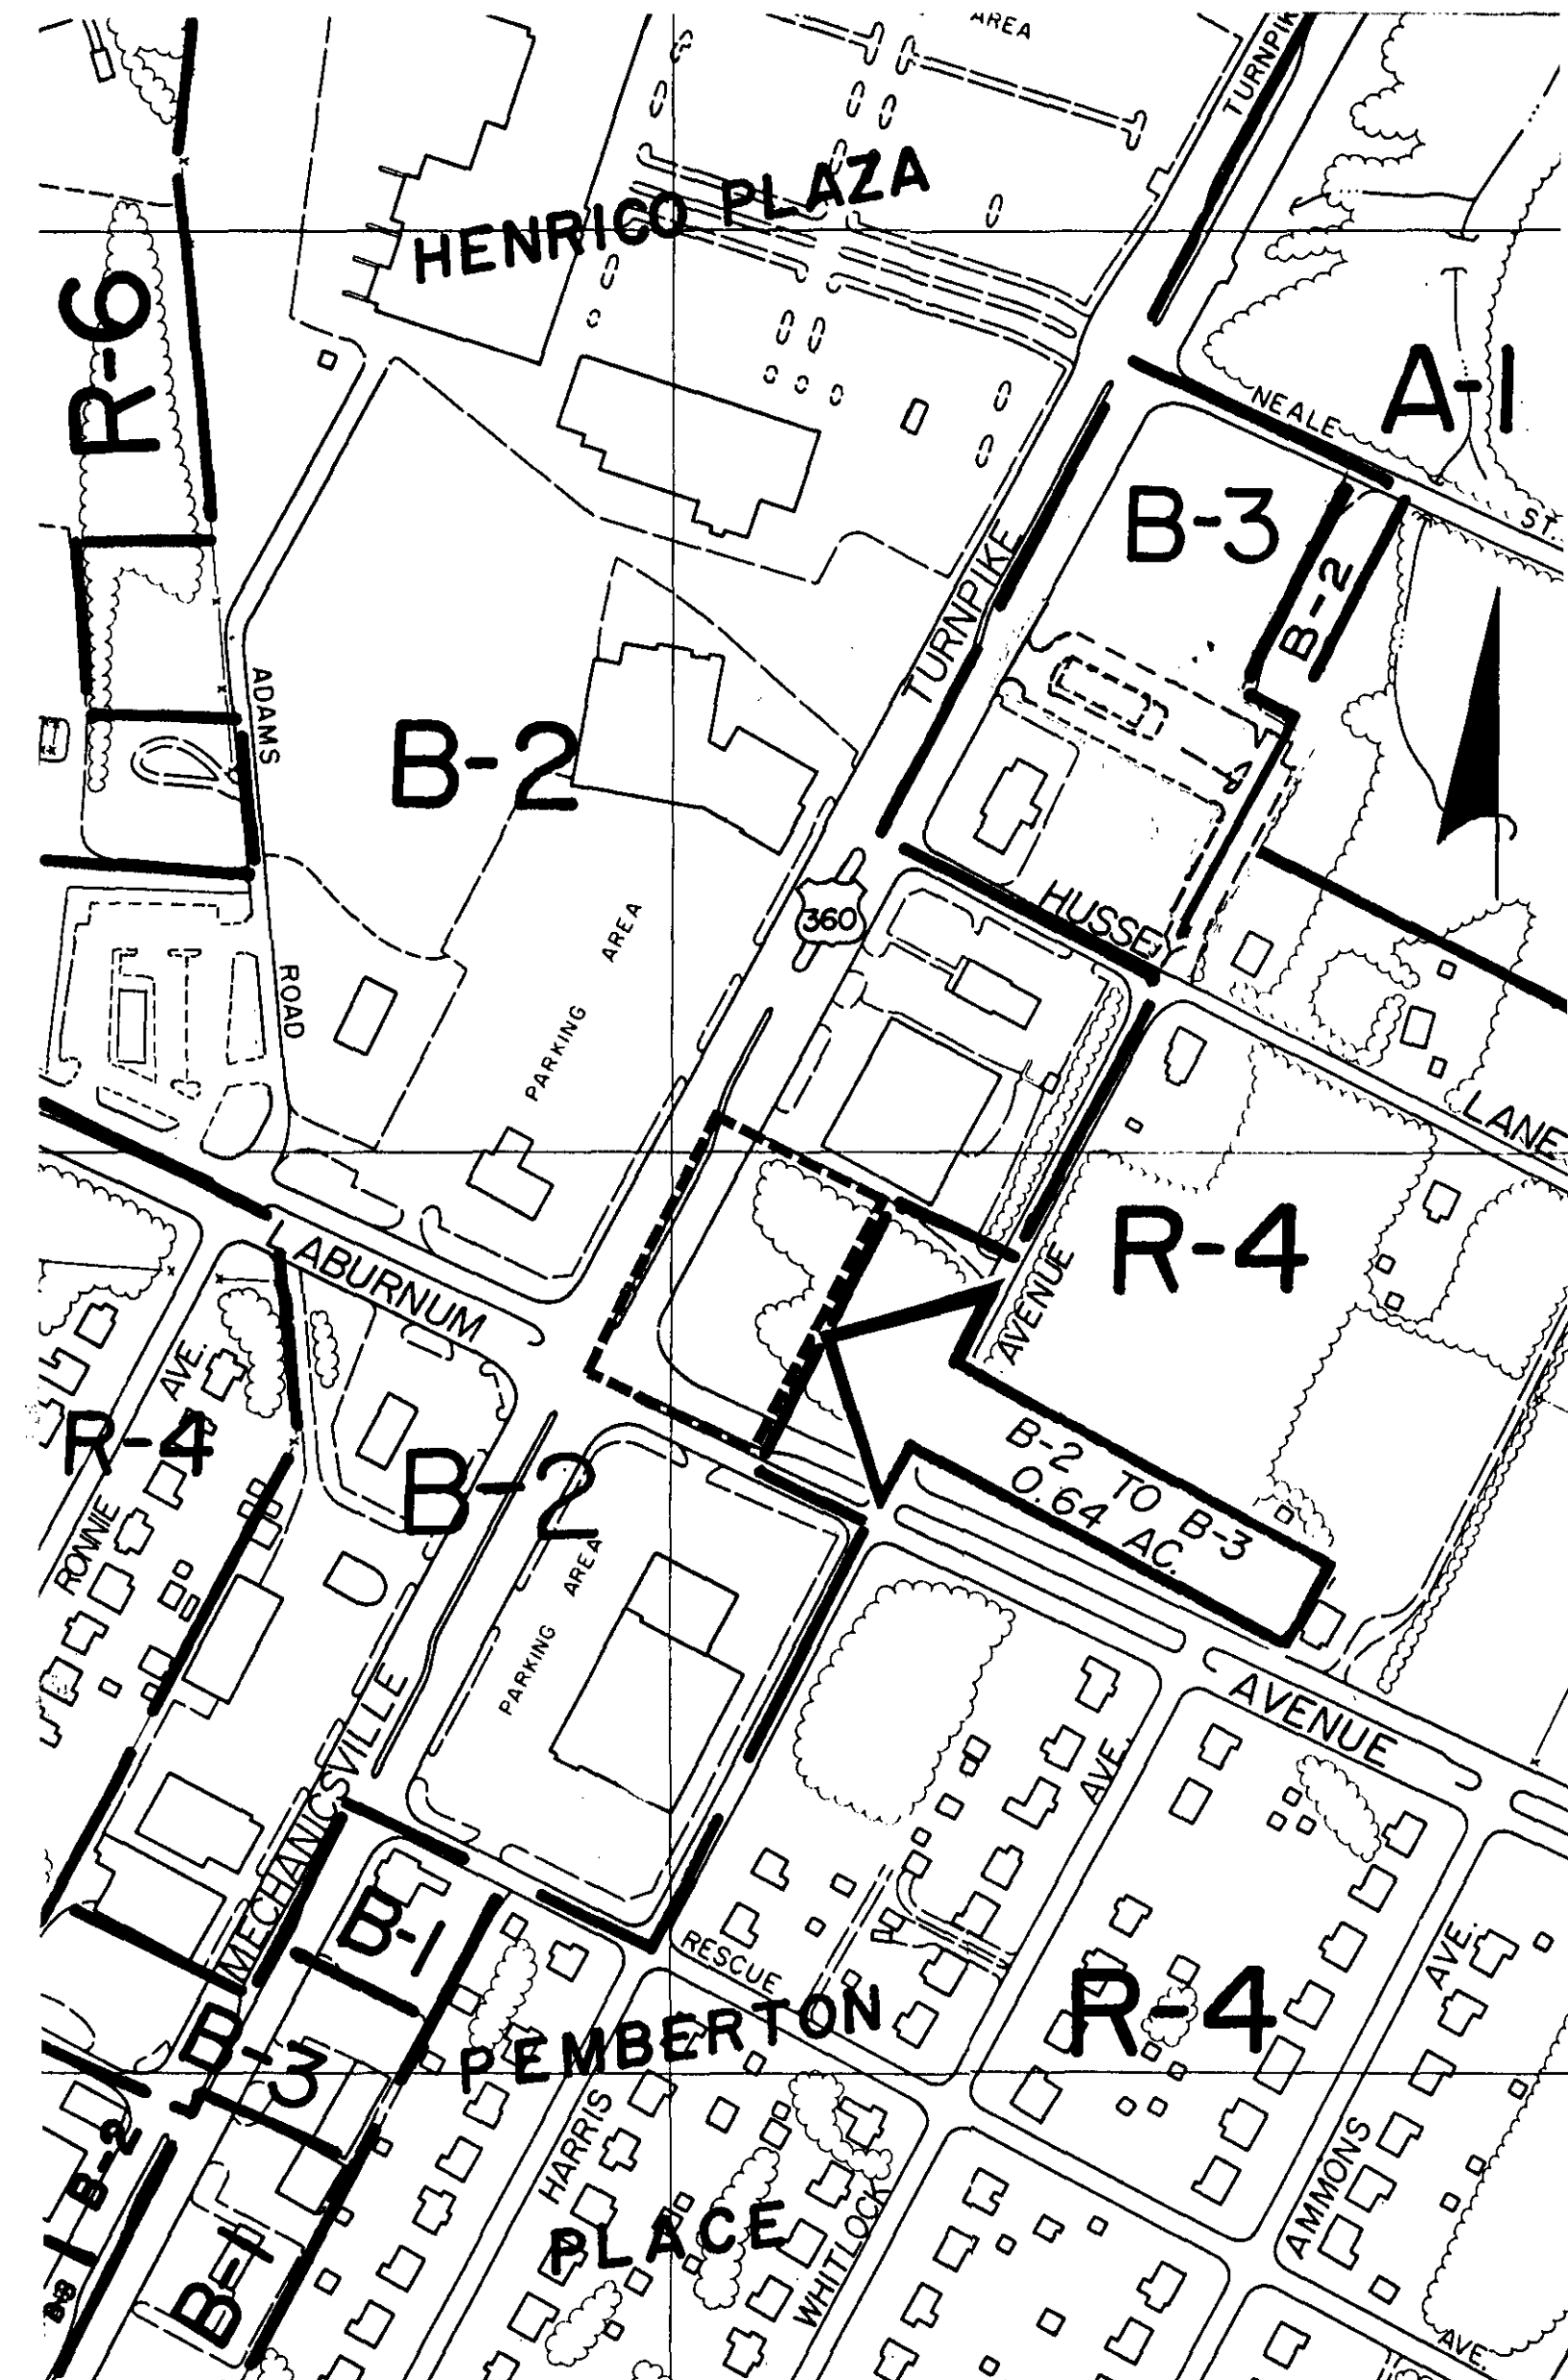 AREA
TURNPIK
HENRICO PLAZA
R-6
A-1
NEALE
ST.
B-3
B-2
TURNPIKE
ADAMS
B-2
HUSSEY
360
AREA
ROAD
PARKING
LANE
R-4
LABURNUM
AVENUE
AVE.
R-4
B-2
B-2 TO B-3
0.64 AC.
RONNIE
AREA
PARKING
MECHANICSVILLE
AVENUE
AVE.
B-1
RESCUE
AVE.
PEMBERTON
R-4
B-3
HARRIS
B-2
AMMONS
PLACE
WHITLOCK
B-1
B-3
AVE.